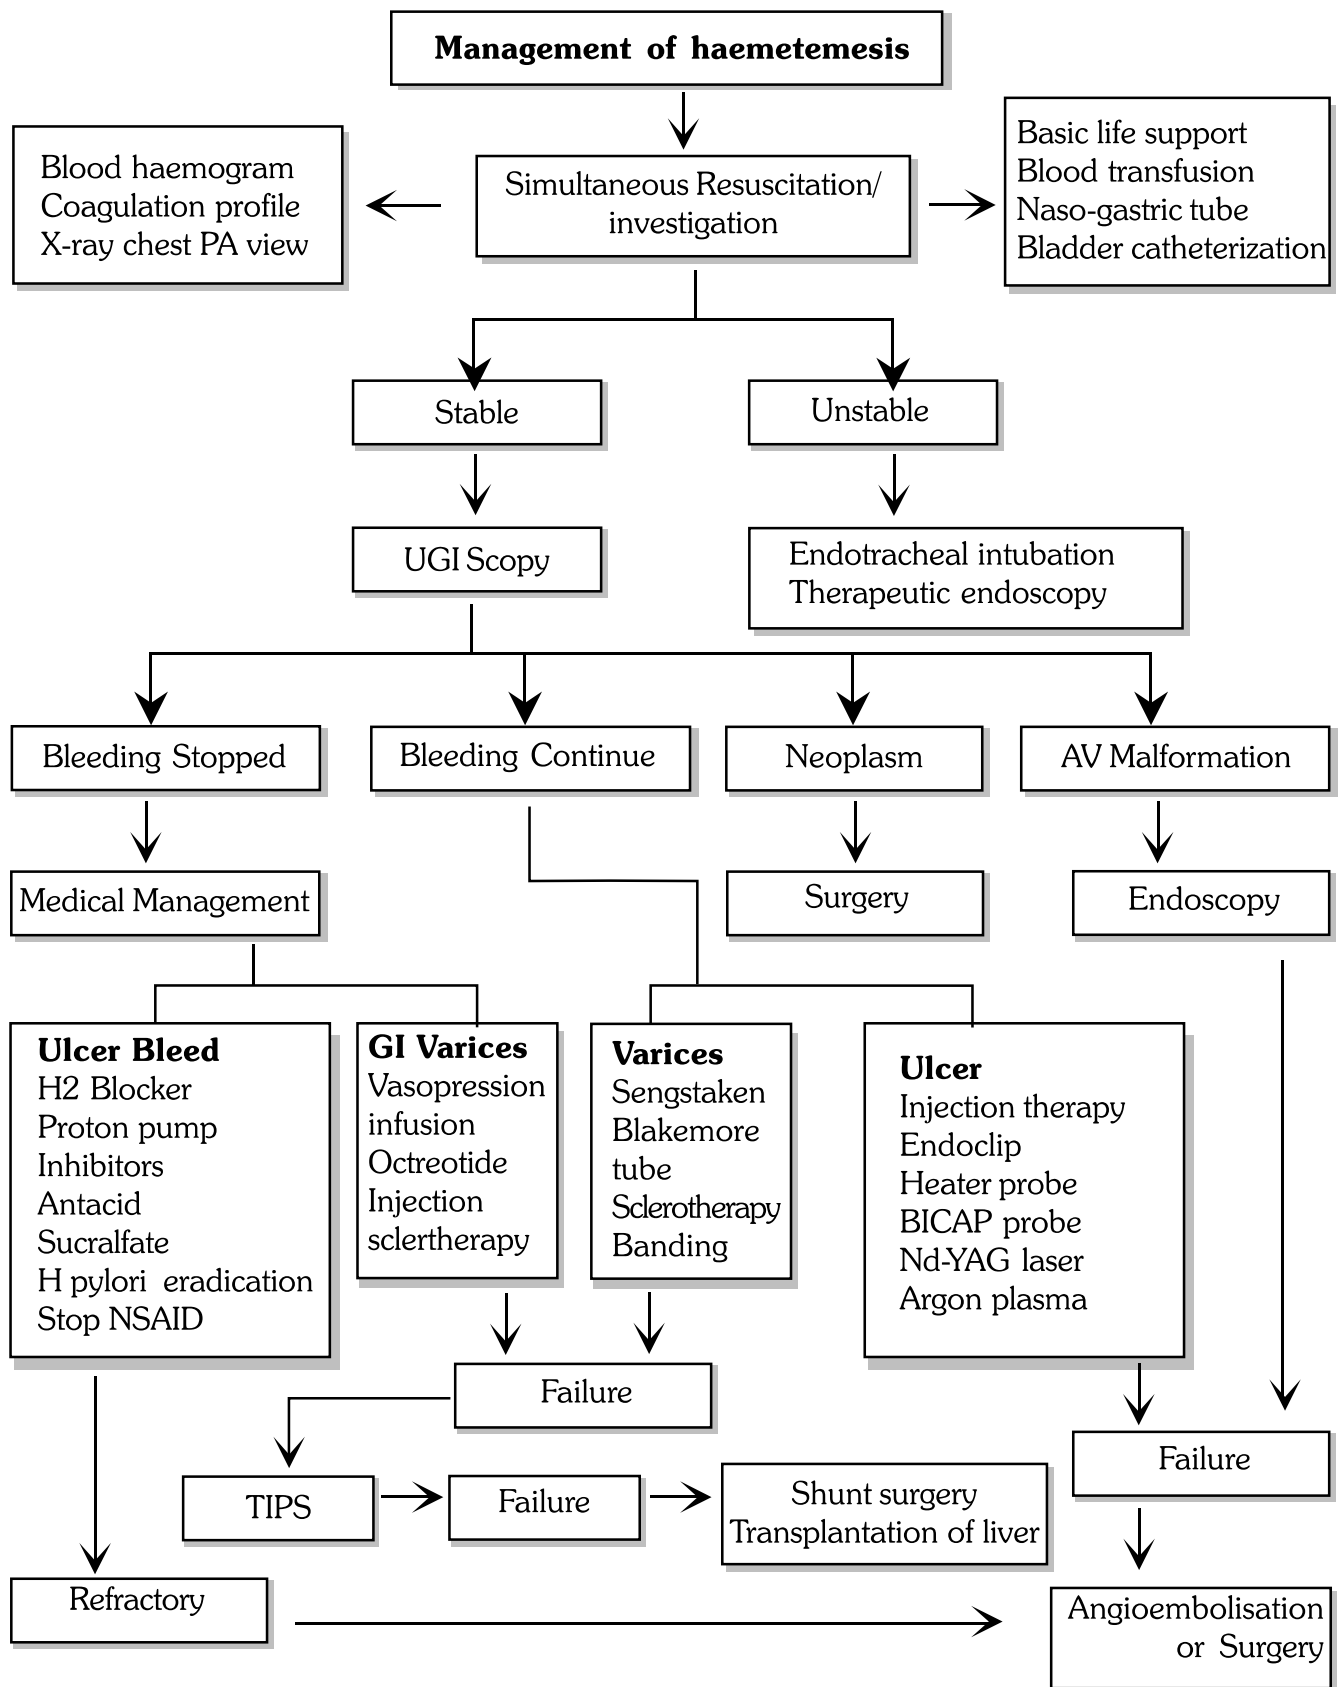 Management of haemetemesis
Blood haemogram
Coagulation profile
X-ray chest PA view
Simultaneous Resuscitation/
investigation
Basic life support
Blood transfusion
Naso-gastric tube
Bladder catheterization
Stable
Unstable
UGI Scopy
Endotracheal intubation
Therapeutic endoscopy
Bleeding Stopped
Bleeding Continue
Neoplasm
AV Malformation
Medical Management
Surgery
Endoscopy
Ulcer Bleed
H2 Blocker
Proton pump
Inhibitors
Antacid
Sucralfate
H pylori eradication
Stop NSAID
GI Varices
Vasopression
infusion
Octreotide
Injection
sclertherapy
Varices
Sengstaken
Blakemore
tube
Sclerotherapy
Banding
Ulcer
Injection therapy
Endoclip
Heater probe
BICAP probe
Nd-YAG laser
Argon plasma
Failure
Failure
TIPS
Failure
Shunt surgery
Transplantation of liver
Refractory
Angioembolisation
or Surgery